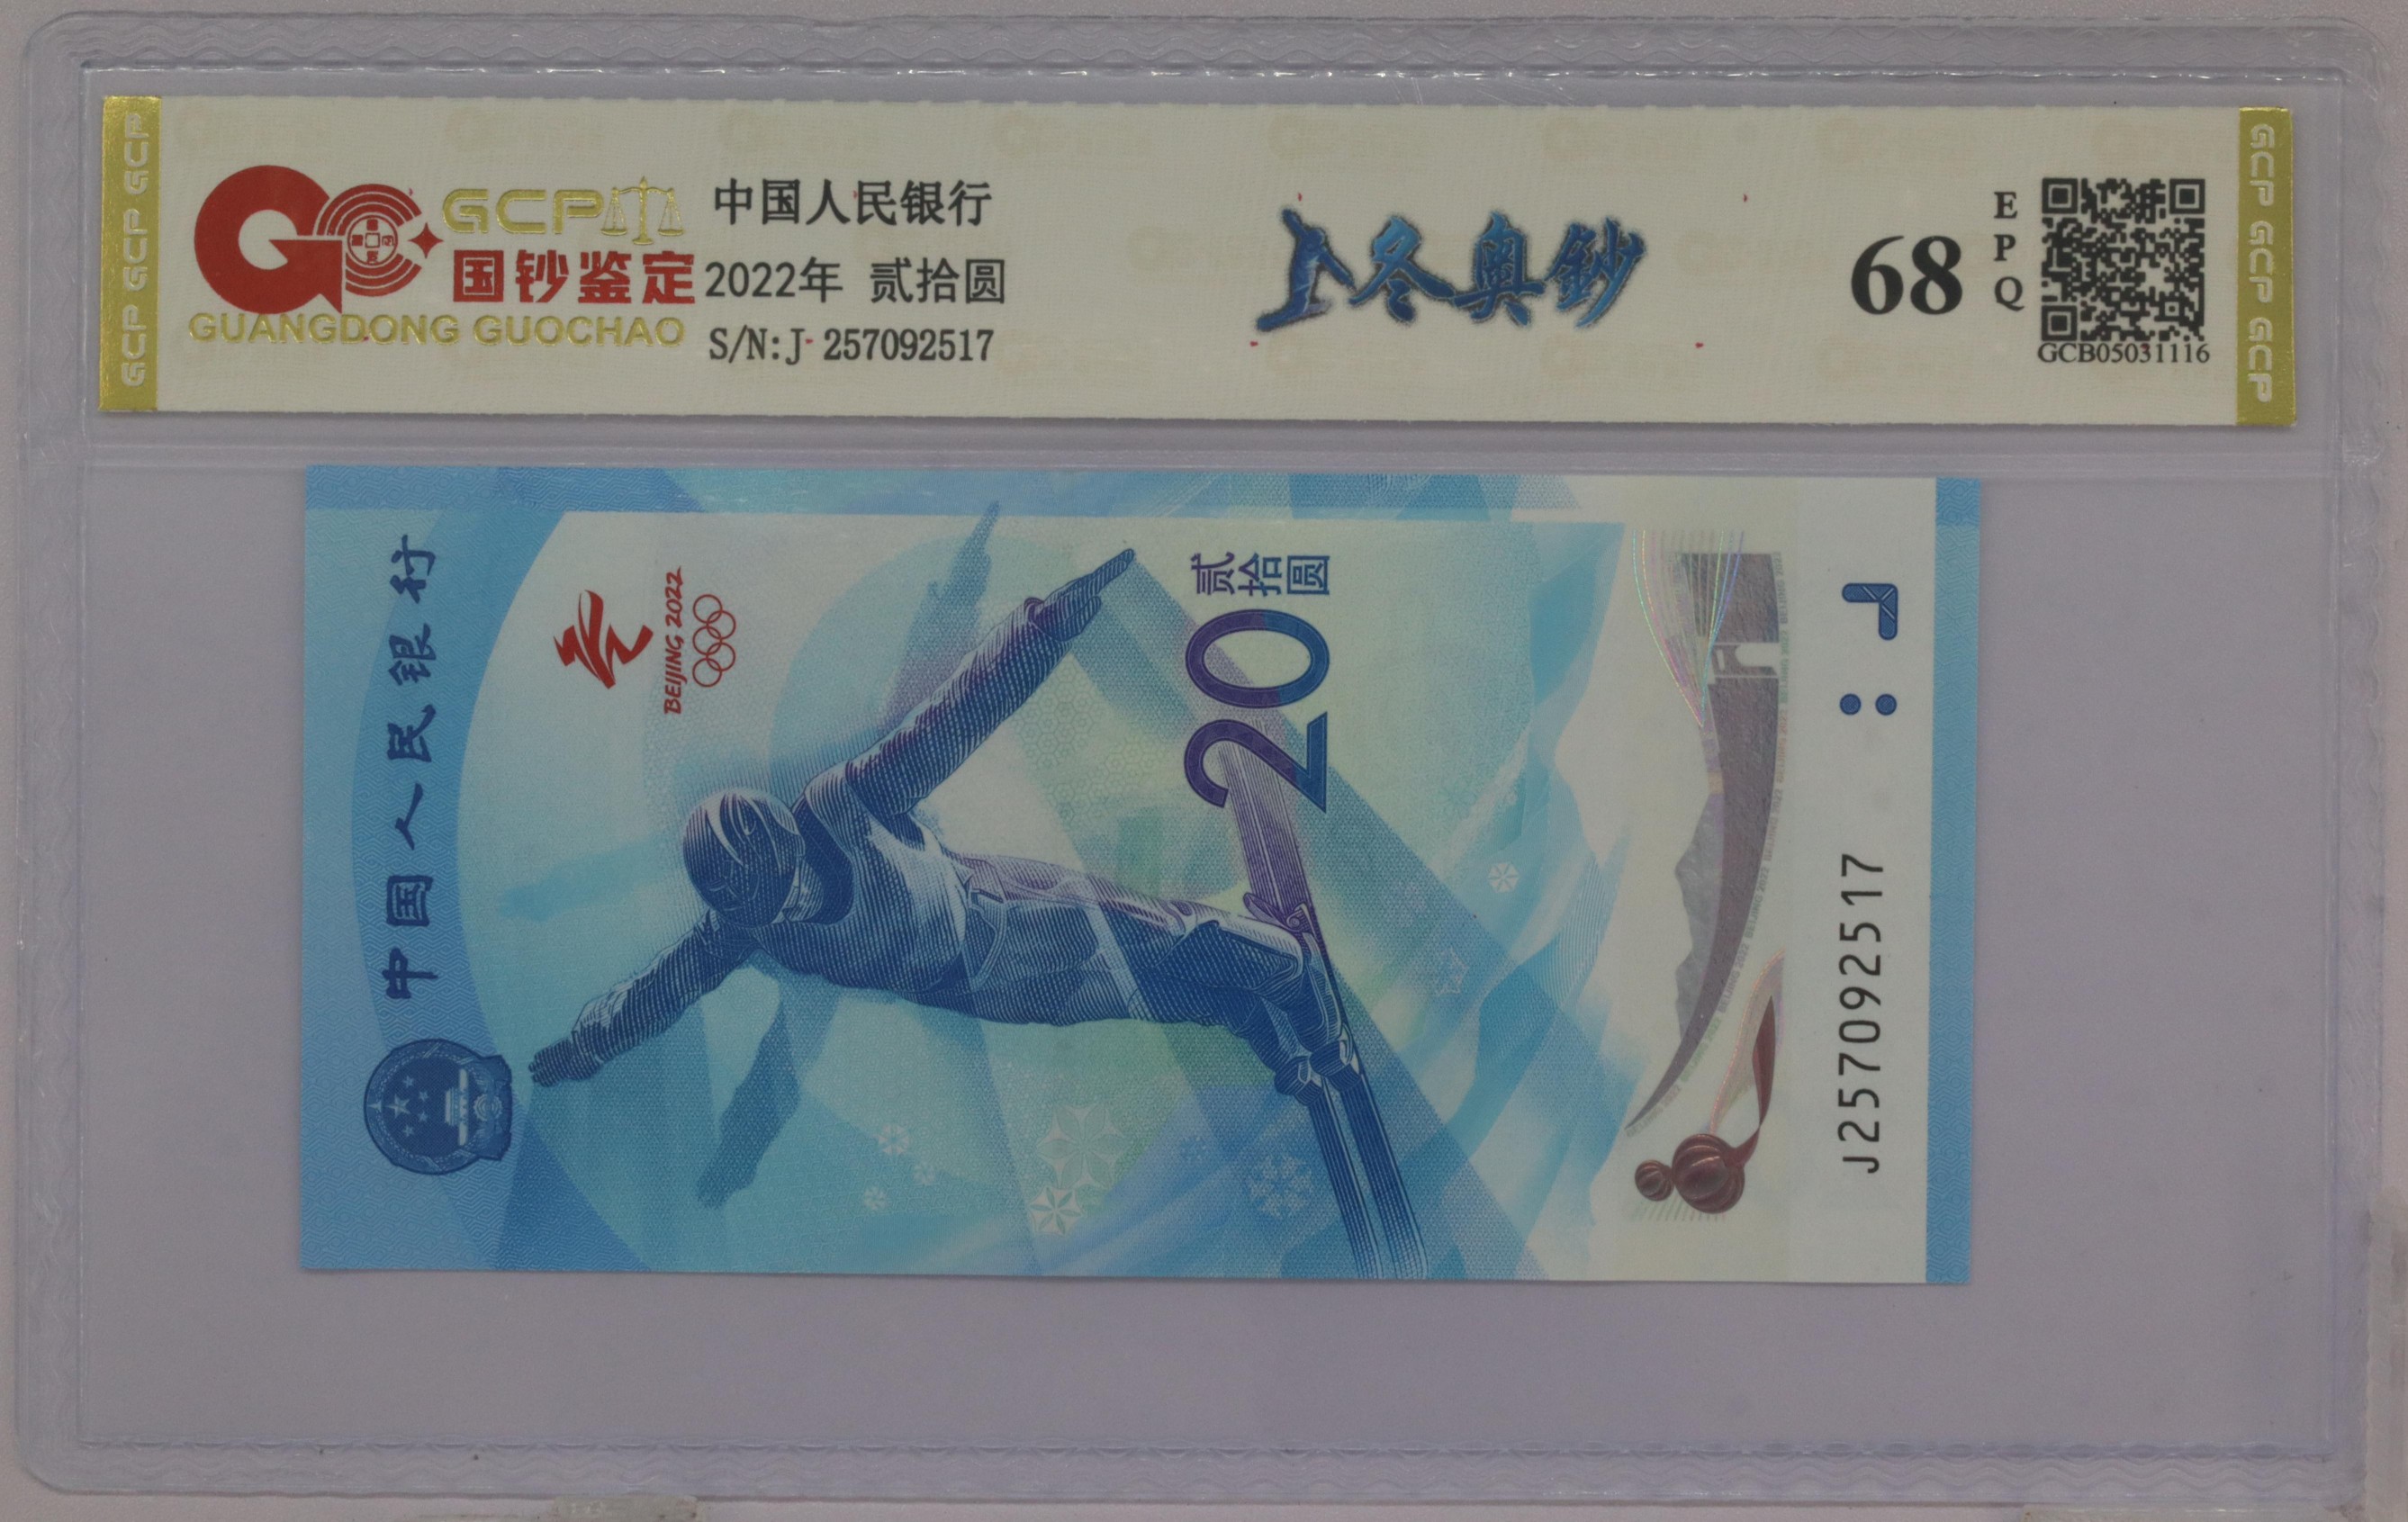 GCP
国钞鉴定
GUANGDONG GUOCHAO
中国人民银行
2022年 贰拾圆
S/N:J 257092517
冬奥鈔
68
EPQ
GCB05031116
GCP GCP GCP
GCP GCP GCP
中国人民银行
BEIJING 2022
贰拾圆
20
J257092517